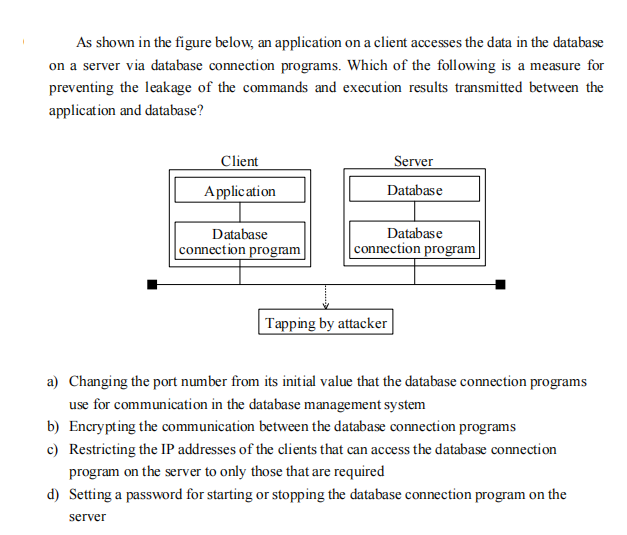 As shown in the figure below, an application on a client accesses the data in the database
on a server via database connection programs. Which of the following is a measure for
preventing the leakage of the commands and execution results transmitted between the
application and database?
Client
Server
Application
Database
Database
connection program
Database
connection program
Tapping by attacker
a) Changing the port number from its initial value that the database connection programs
use for communication in the database management system
b) Encrypting the communication between the database connection programs
c) Restricting the IP addresses of the clients that can access the database connection
program on the server to only those that are required
d) Setting a password for starting or stopping the database connection program on the
server